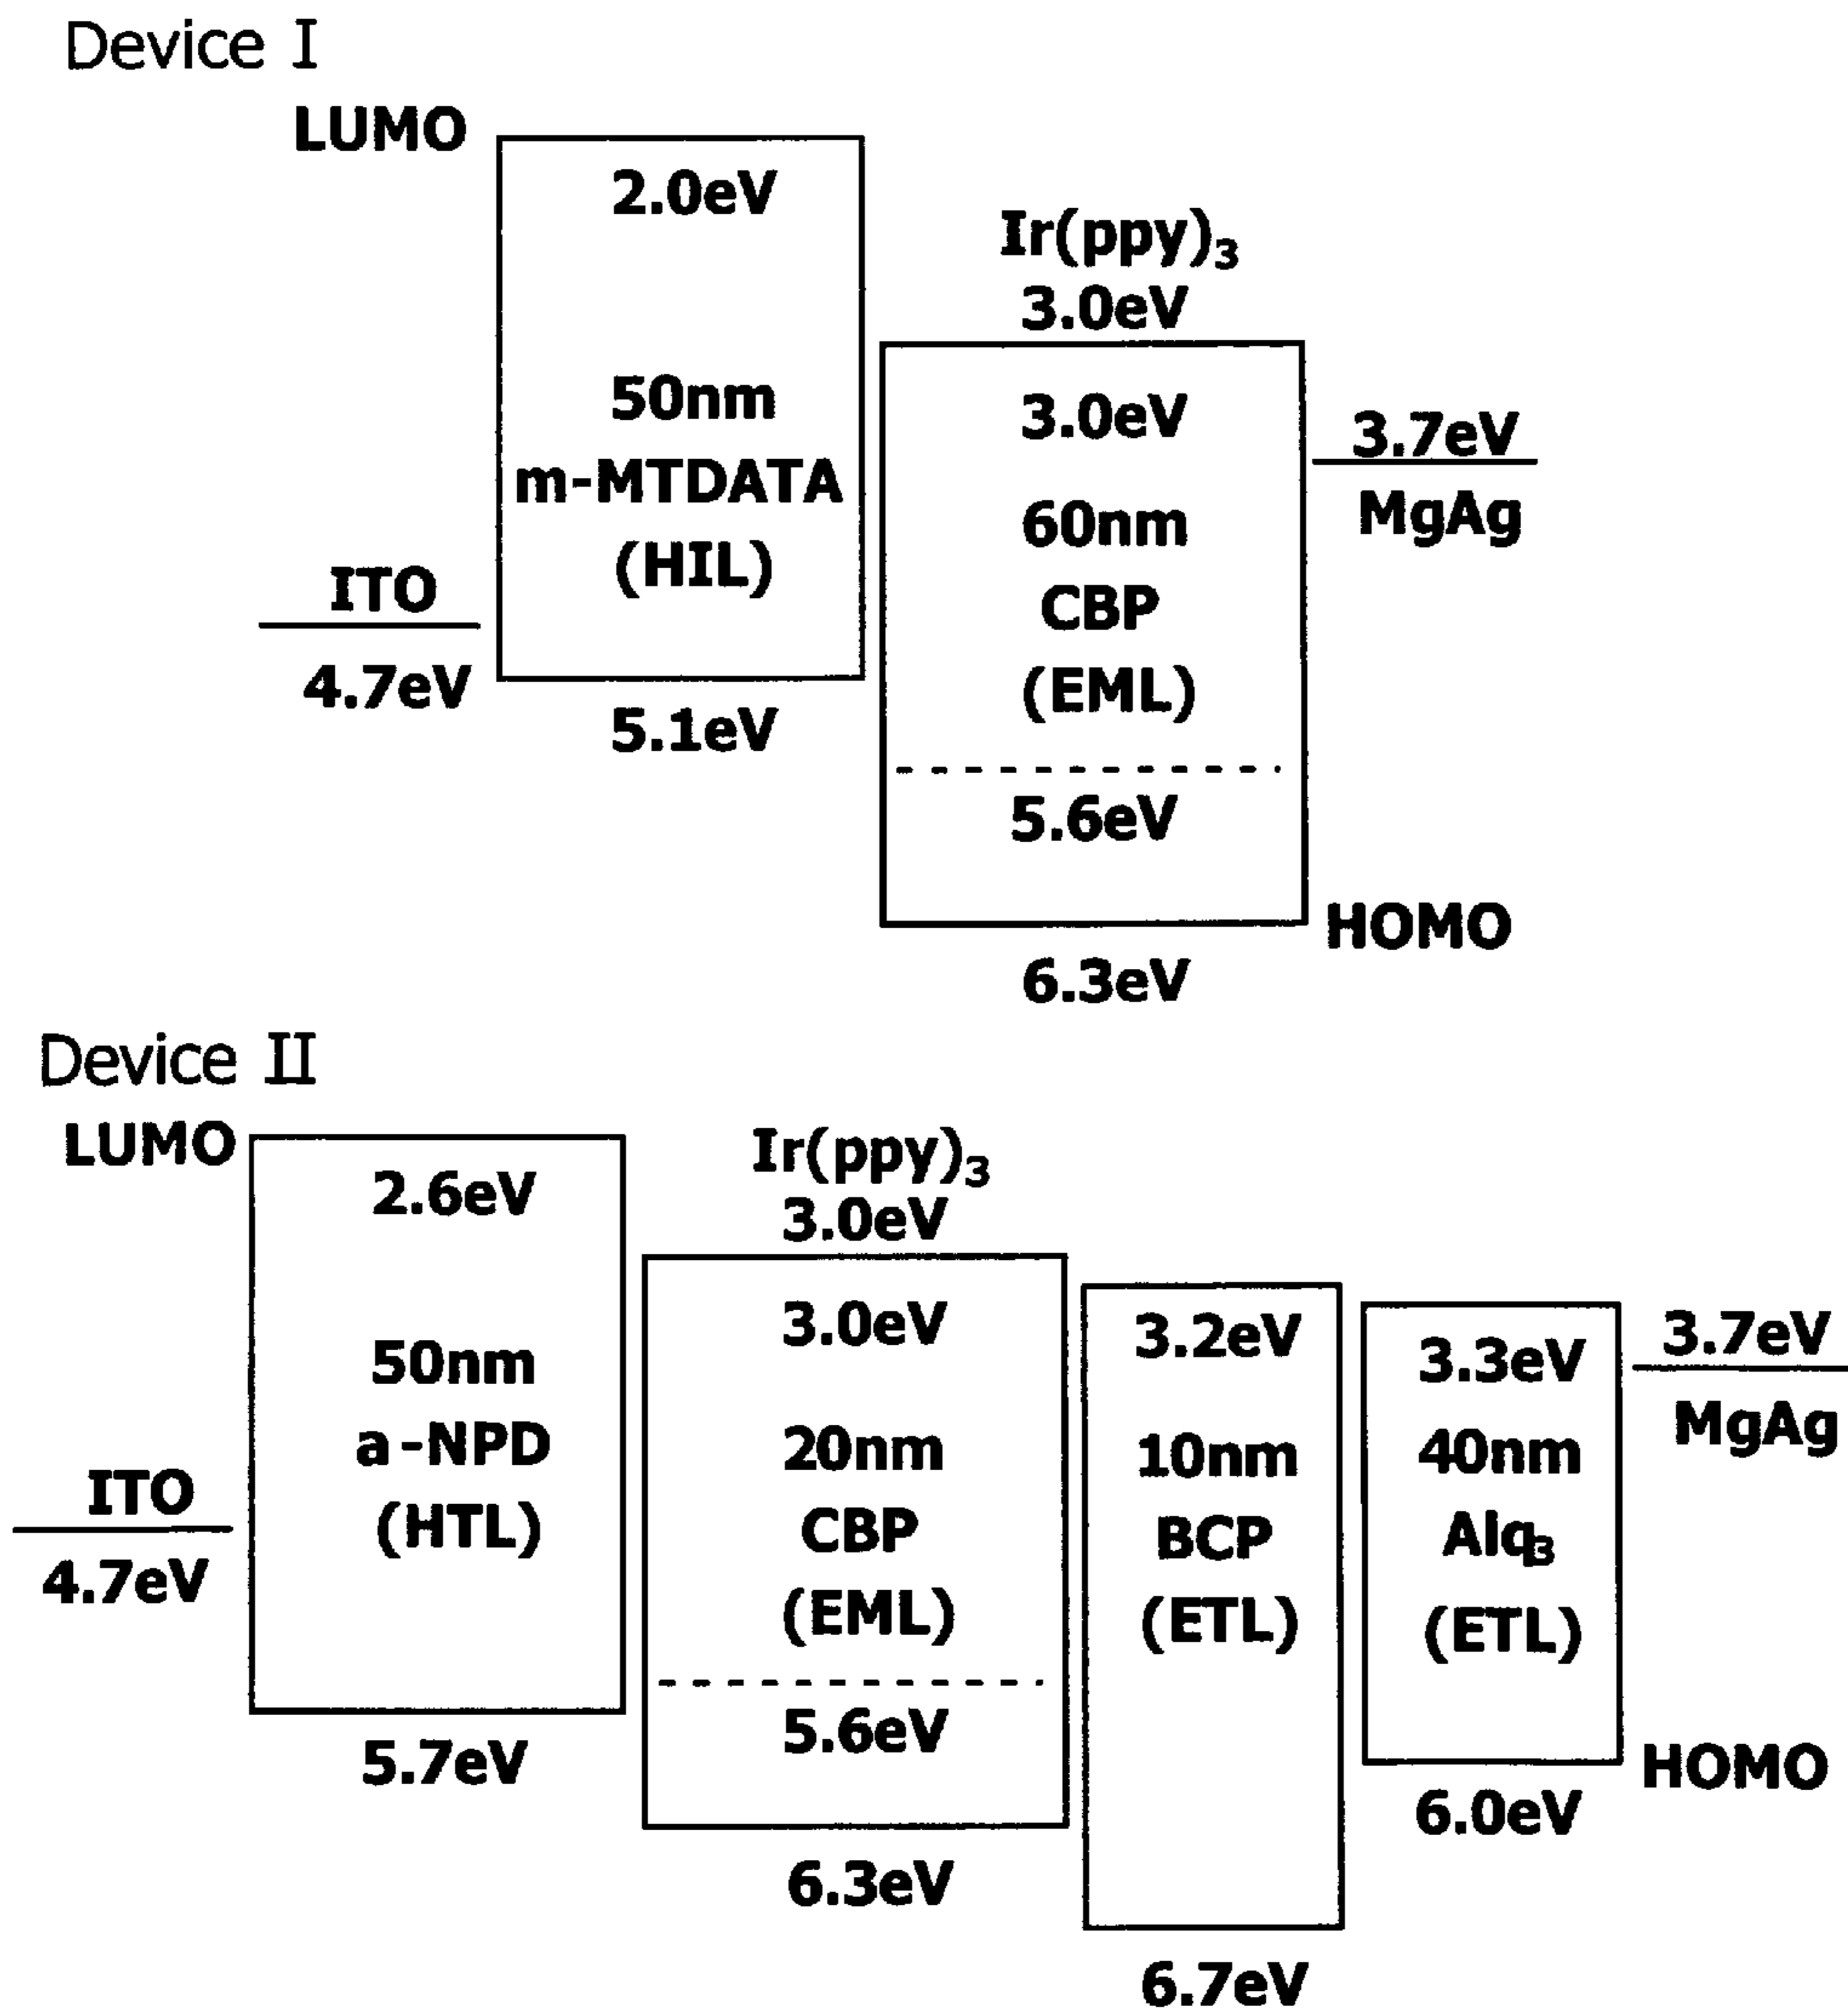 Device I
LUMO
2.0eV
50nm
m-MTDATA
(HIL)
5.1eV
ITO
4.7eV
Ir(ppy)₃
3.0eV
3.0eV
60nm
CBP
(EML)
5.6eV
6.3eV
3.7eV
MgAg
HOMO
Device II
LUMO
2.6eV
50nm
a-NPD
(HTL)
5.7eV
ITO
4.7eV
Ir(ppy)₃
3.0eV
3.0eV
20nm
CBP
(EML)
5.6eV
6.3eV
3.2eV
10nm
BCP
(ETL)
6.7eV
3.3eV
40nm
Alq₃
(ETL)
6.0eV
3.7eV
MgAg
HOMO